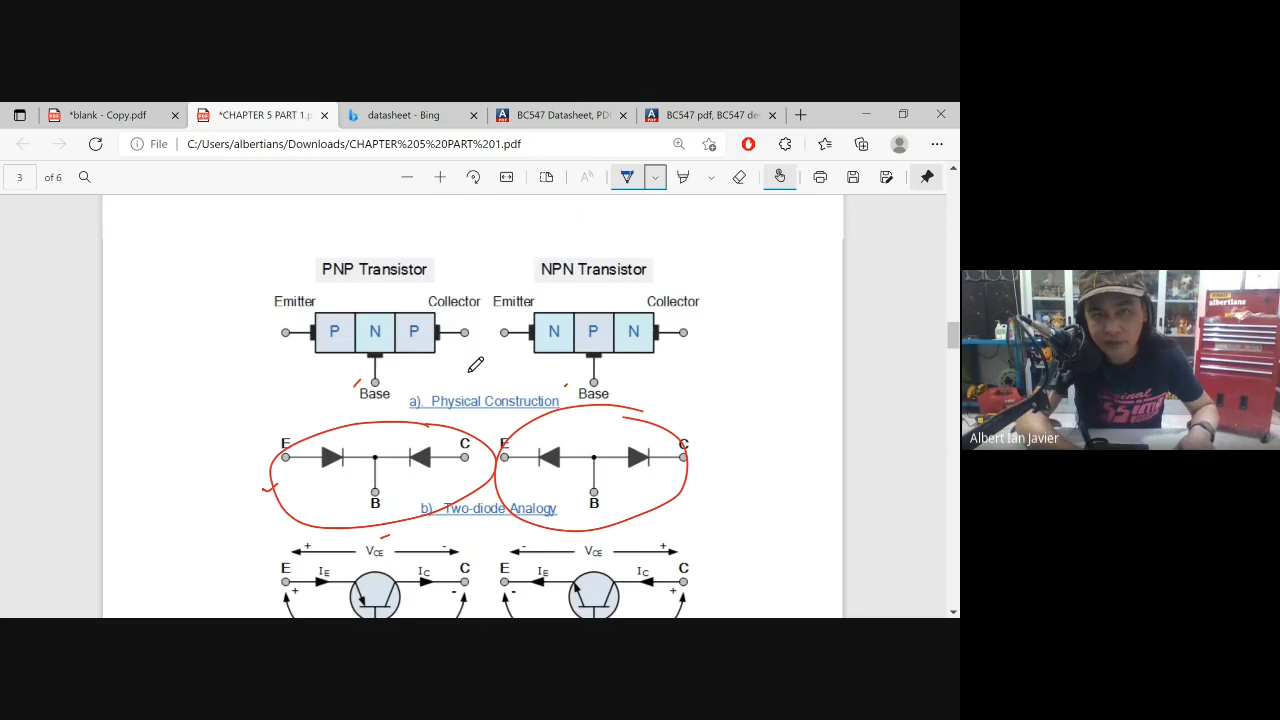 *blank - Copy.pdf
*CHAPTER 5 PART 1.p
datasheet - Bing
BC547 Datasheet, PD
BC547 pdf, BC547 de
File C:/Users/albertians/Downloads/CHAPTER%205%20PART%201.pdf
3 of 6
PNP Transistor NPN Transistor
Emitter Collector Emitter Collector
P N P N P N
Base Base
a). Physical Construction
E C E C
B B
b). Two-diode Analogy
+ VCE - - VCE +
E IE IC C E IE IC C
+ - - +
albertians
Albert Ian Javier